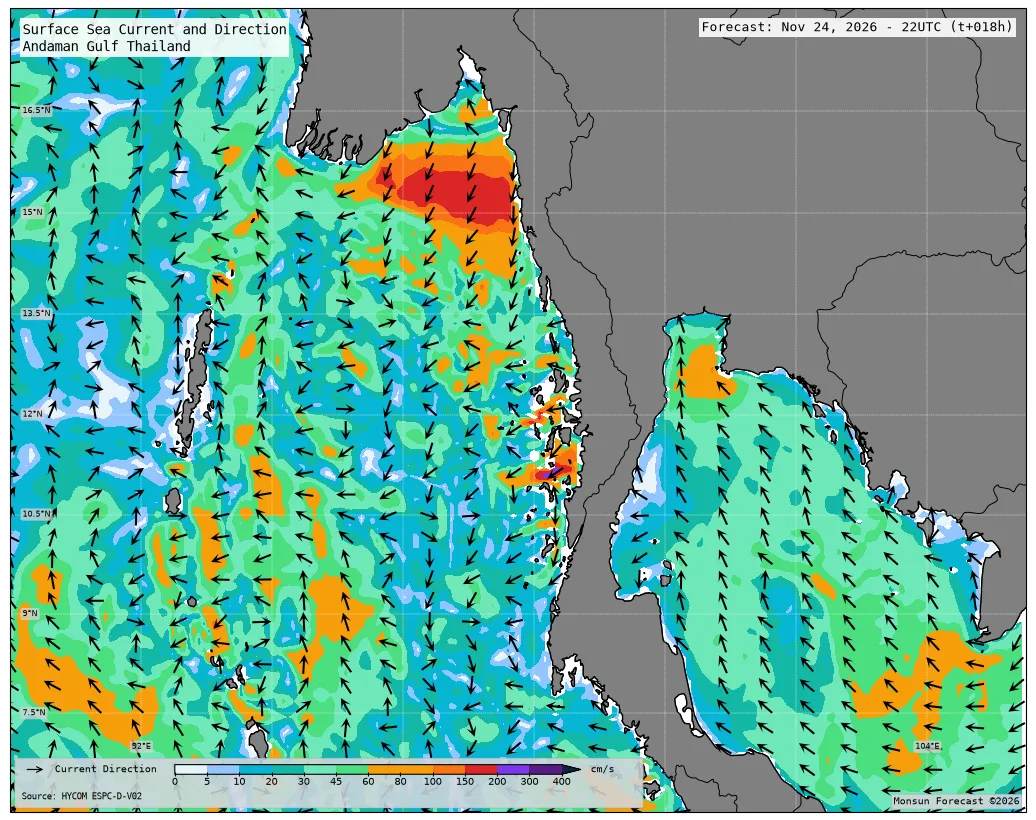 Surface Sea Current and Direction
Andaman Gulf Thailand
Forecast: Nov 24, 2026 - 22UTC (t+018h)
16.5°N
15°N
13.5°N
12°N
10.5°N
9°N
7.5°N
92°E
104°E
Current Direction
0 5 10 20 30 45 60 80 100 150 200 300 400 cm/s
Source: HYCOM ESPC-D-V02
Monsun Forecast ©2026